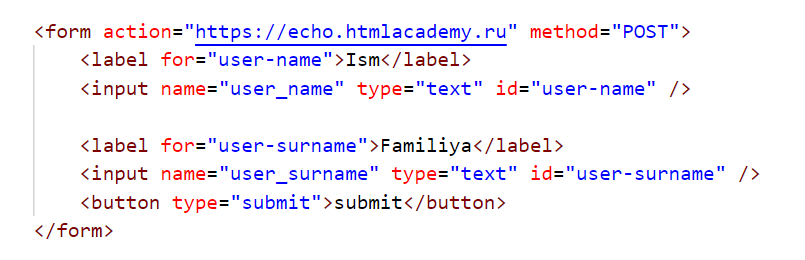 <form action="https://echo.htmlacademy.ru" method="POST">
<label for="user-name">Ism</label>
<input name="user_name" type="text" id="user-name" />
<label for="user-surname">Familiya</label>
<input name="user_surname" type="text" id="user-surname" />
<button type="submit">submit</button>
</form>